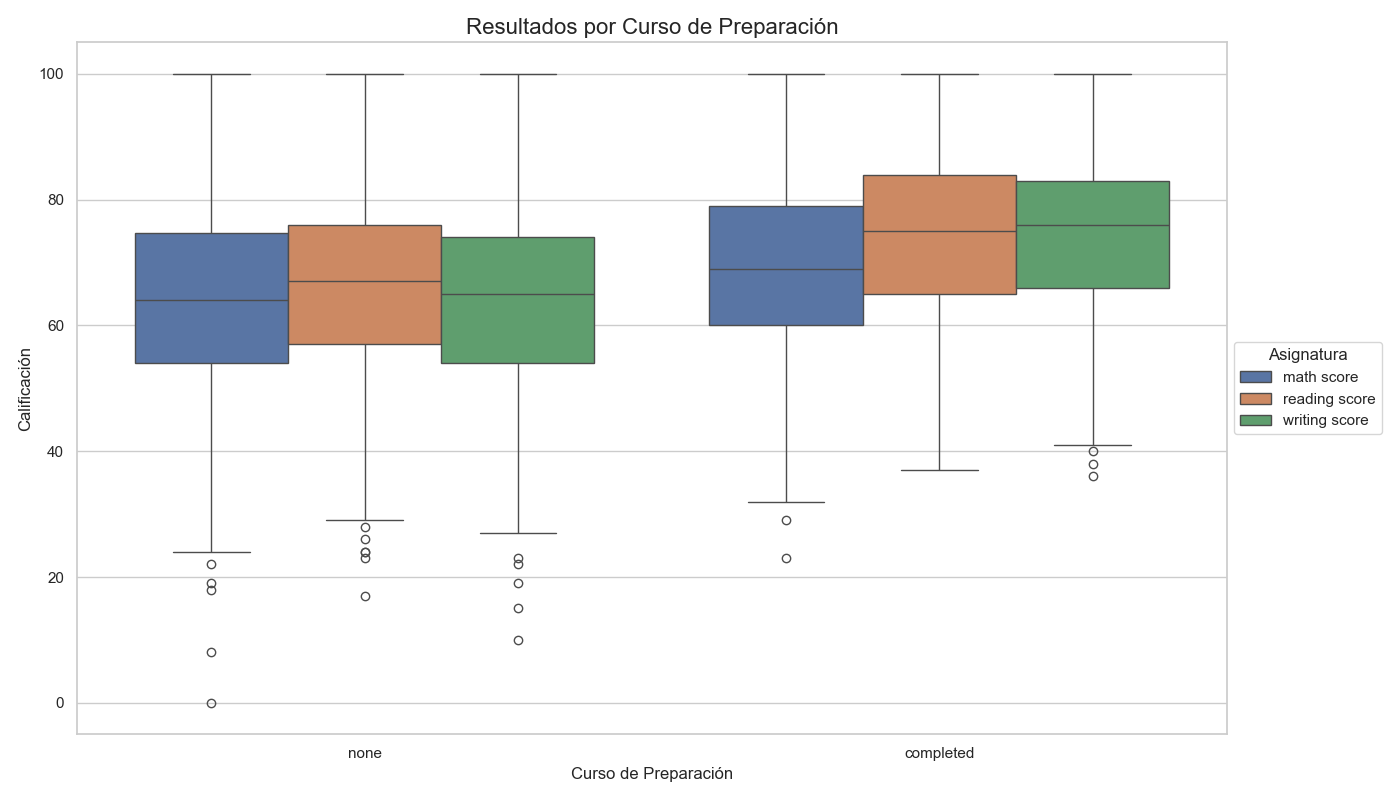 Resultados por Curso de Preparación
100
80
60
40
20
0
Calificación
none
completed
Curso de Preparación
Asignatura
math score
reading score
writing score